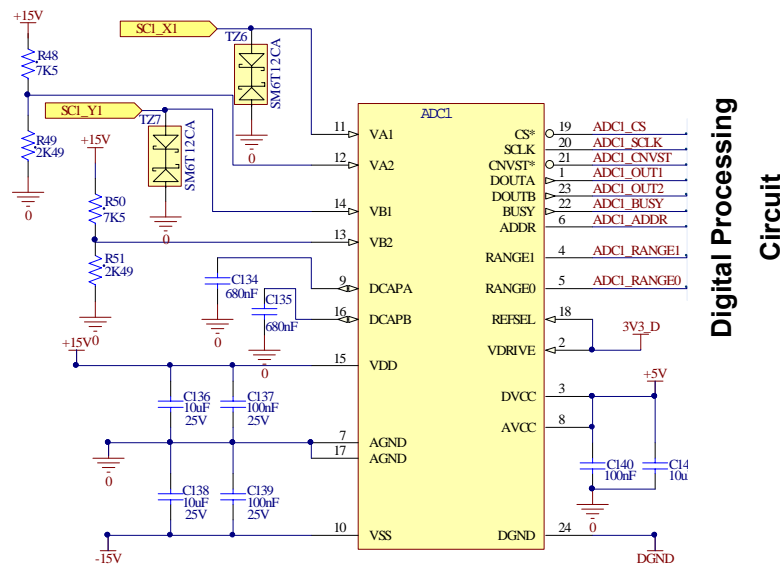 +15V
SC1_X1
TZ6
SM6T12CA
R48
7K5
SC1_Y1
TZ7
SM6T12CA
R49
2K49
0
+15V
0
0
R50
7K5
R51
2K49
0
C134
680nF
0
C135
680nF
0
+15V
C136
10uF
25V
C137
100nF
25V
0
C138
10uF
25V
C139
100nF
25V
-15V
ADC1
11 VA1
12 VA2
14 VB1
13 VB2
9 DCAPA
16 DCAPB
15 VDD
7 AGND
17 AGND
10 VSS
CS* 19 ADC1_CS
SCLK 20 ADC1_SCLK
CNVST* 21 ADC1_CNVST
DOUTA 1 ADC1_OUT1
DOUTB 23 ADC1_OUT2
BUSY 22 ADC1_BUSY
ADDR 6 ADC1_ADDR
RANGE1 4 ADC1_RANGE1
RANGE0 5 ADC1_RANGE0
REFSEL 18
VDRIVE 2
3V3_D
DVCC 3
AVCC 8
+5V
C140
100nF
0
DGND 24
DGND
Digital Processing
Circuit